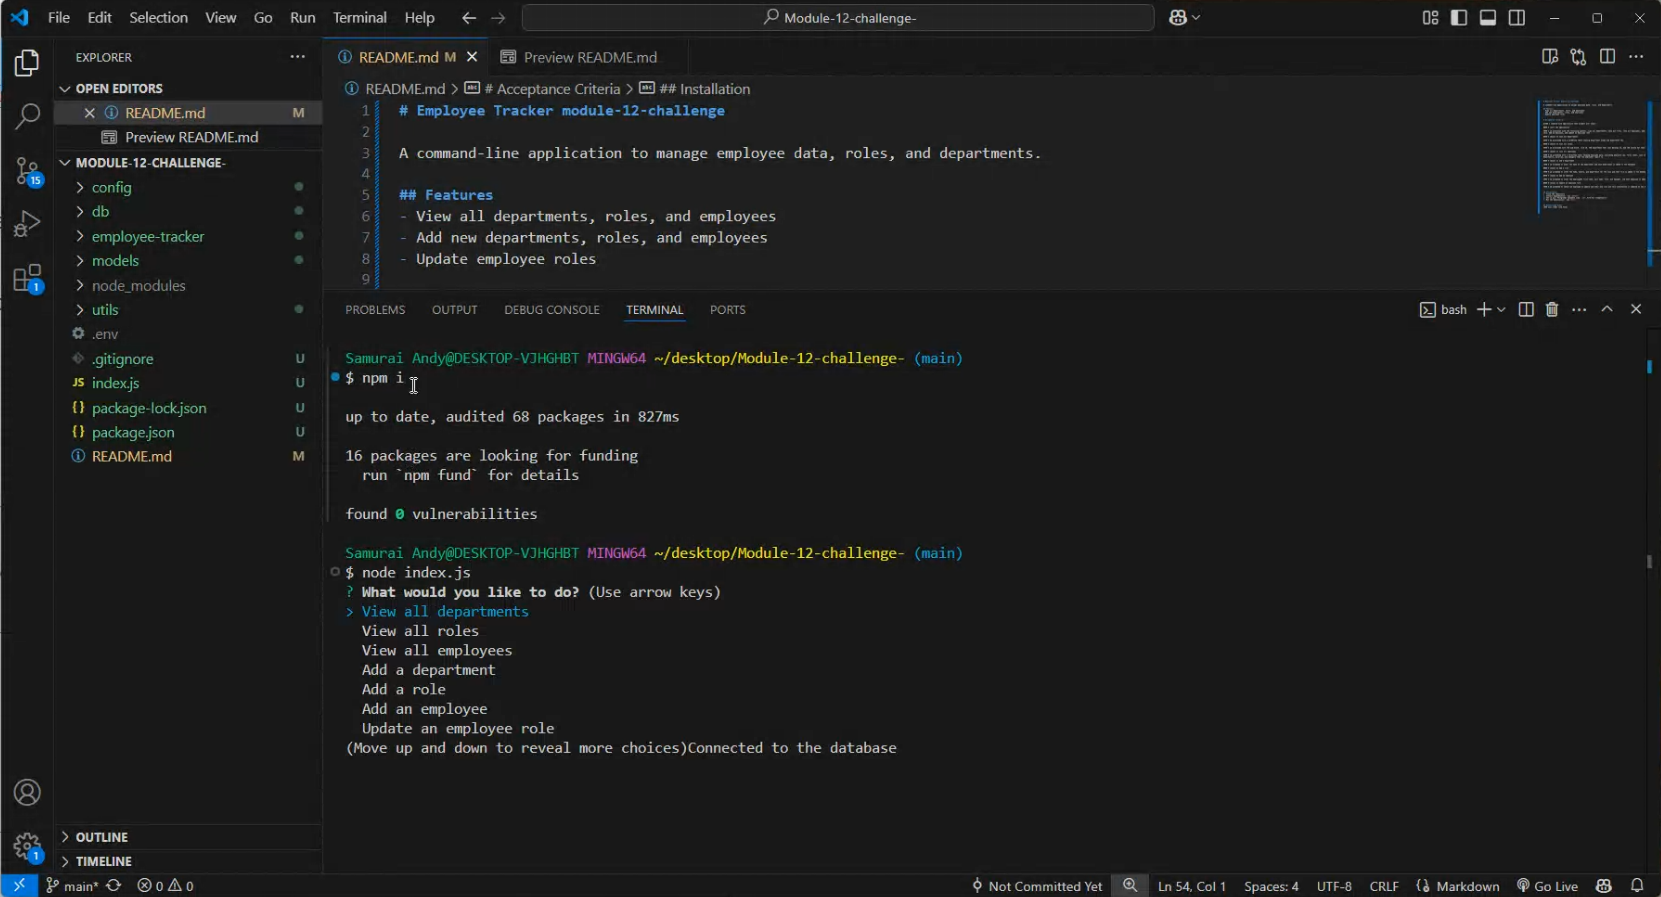 File Edit Selection View Go Run Terminal Help
Module-12-challenge-
EXPLORER
OPEN EDITORS
README.md M
Preview README.md
MODULE-12-CHALLENGE-
config
db
employee-tracker
models
node_modules
utils
.env
.gitignore U
JS index.js U
{} package-lock.json U
{} package.json U
README.md M
OUTLINE
TIMELINE
15
1
1
README.md M
Preview README.md
README.md > # Acceptance Criteria > ## Installation
1 # Employee Tracker module-12-challenge
2
3 A command-line application to manage employee data, roles, and departments.
4
5 ## Features
6 - View all departments, roles, and employees
7 - Add new departments, roles, and employees
8 - Update employee roles
9
PROBLEMS OUTPUT DEBUG CONSOLE TERMINAL PORTS
bash
Samurai Andy@DESKTOP-VJHGHBT MINGW64 ~/desktop/Module-12-challenge- (main)
$ npm i
up to date, audited 68 packages in 827ms
16 packages are looking for funding
run `npm fund` for details
found 0 vulnerabilities
Samurai Andy@DESKTOP-VJHGHBT MINGW64 ~/desktop/Module-12-challenge- (main)
$ node index.js
? What would you like to do? (Use arrow keys)
> View all departments
View all roles
View all employees
Add a department
Add a role
Add an employee
Update an employee role
(Move up and down to reveal more choices)Connected to the database
main* 0 0 Not Committed Yet Ln 54, Col 1 Spaces: 4 UTF-8 CRLF {} Markdown Go Live